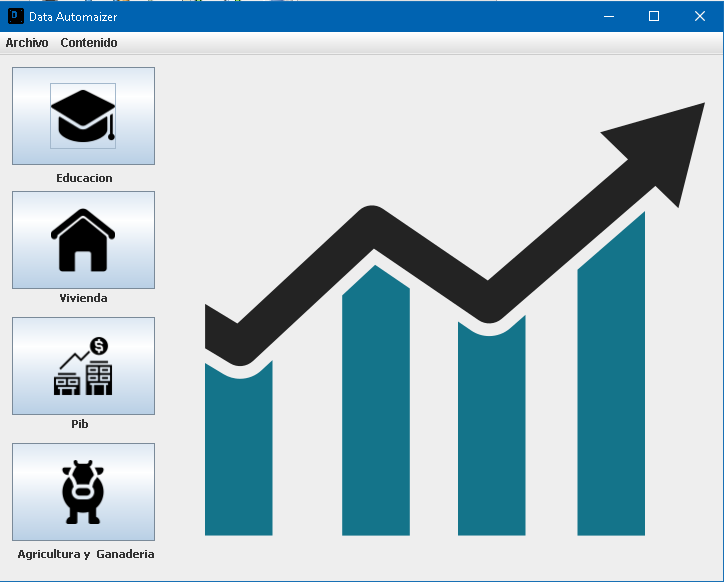 Data Automaizer
Archivo Contenido
Educacion
Vivienda
$
Pib
Agricultura y Ganaderia